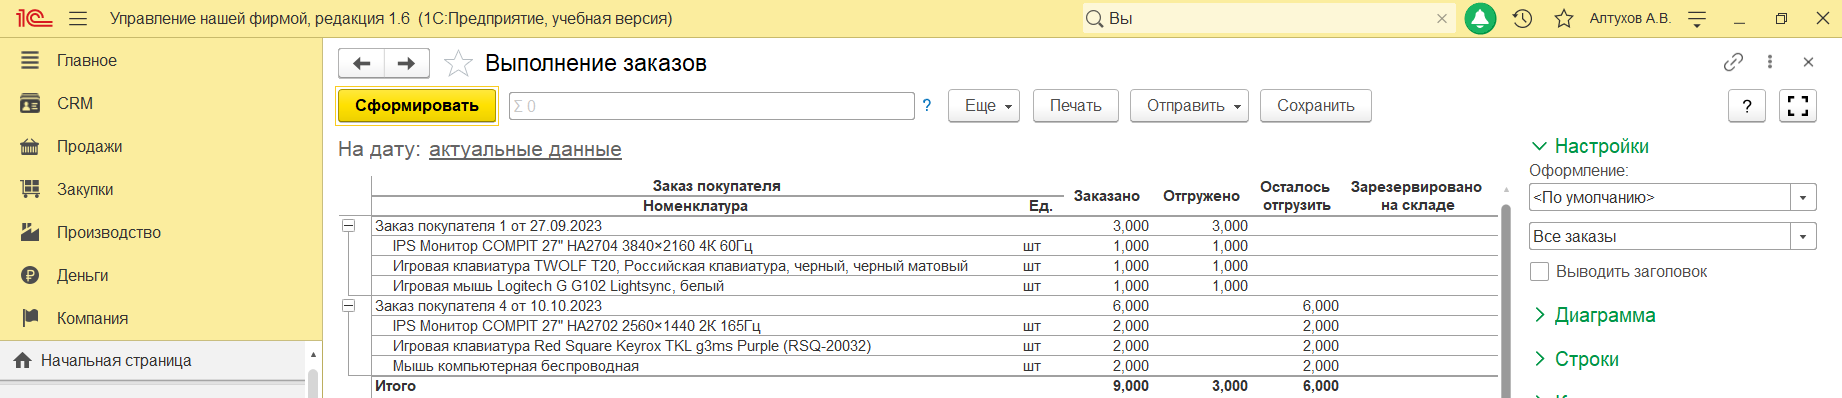 1С Управление нашей фирмой, редакция 1.6 (1С:Предприятие, учебная версия) Вы Алтухов А.В.
Главное
CRM
Продажи
Закупки
Производство
Деньги
Компания
Начальная страница
Выполнение заказов
Сформировать Σ 0 ? Еще Печать Отправить Сохранить ?
На дату: актуальные данные
Заказ покупателя Заказано Отгружено Осталось отгрузить Зарезервировано на складе
Номенклатура Ед.
Заказ покупателя 1 от 27.09.2023 3,000 3,000
IPS Монитор COMPIT 27" HA2704 3840×2160 4К 60Гц шт 1,000 1,000
Игровая клавиатура TWOLF T20, Российская клавиатура, черный, черный матовый шт 1,000 1,000
Игровая мышь Logitech G G102 Lightsync, белый шт 1,000 1,000
Заказ покупателя 4 от 10.10.2023 6,000 6,000
IPS Монитор COMPIT 27" HA2702 2560×1440 2К 165Гц шт 2,000 2,000
Игровая клавиатура Red Square Keyrox TKL g3ms Purple (RSQ-20032) шт 2,000 2,000
Мышь компьютерная беспроводная шт 2,000 2,000
Итого 9,000 3,000 6,000
Настройки
Оформление:
<По умолчанию>
Все заказы
Выводить заголовок
Диаграмма
Строки